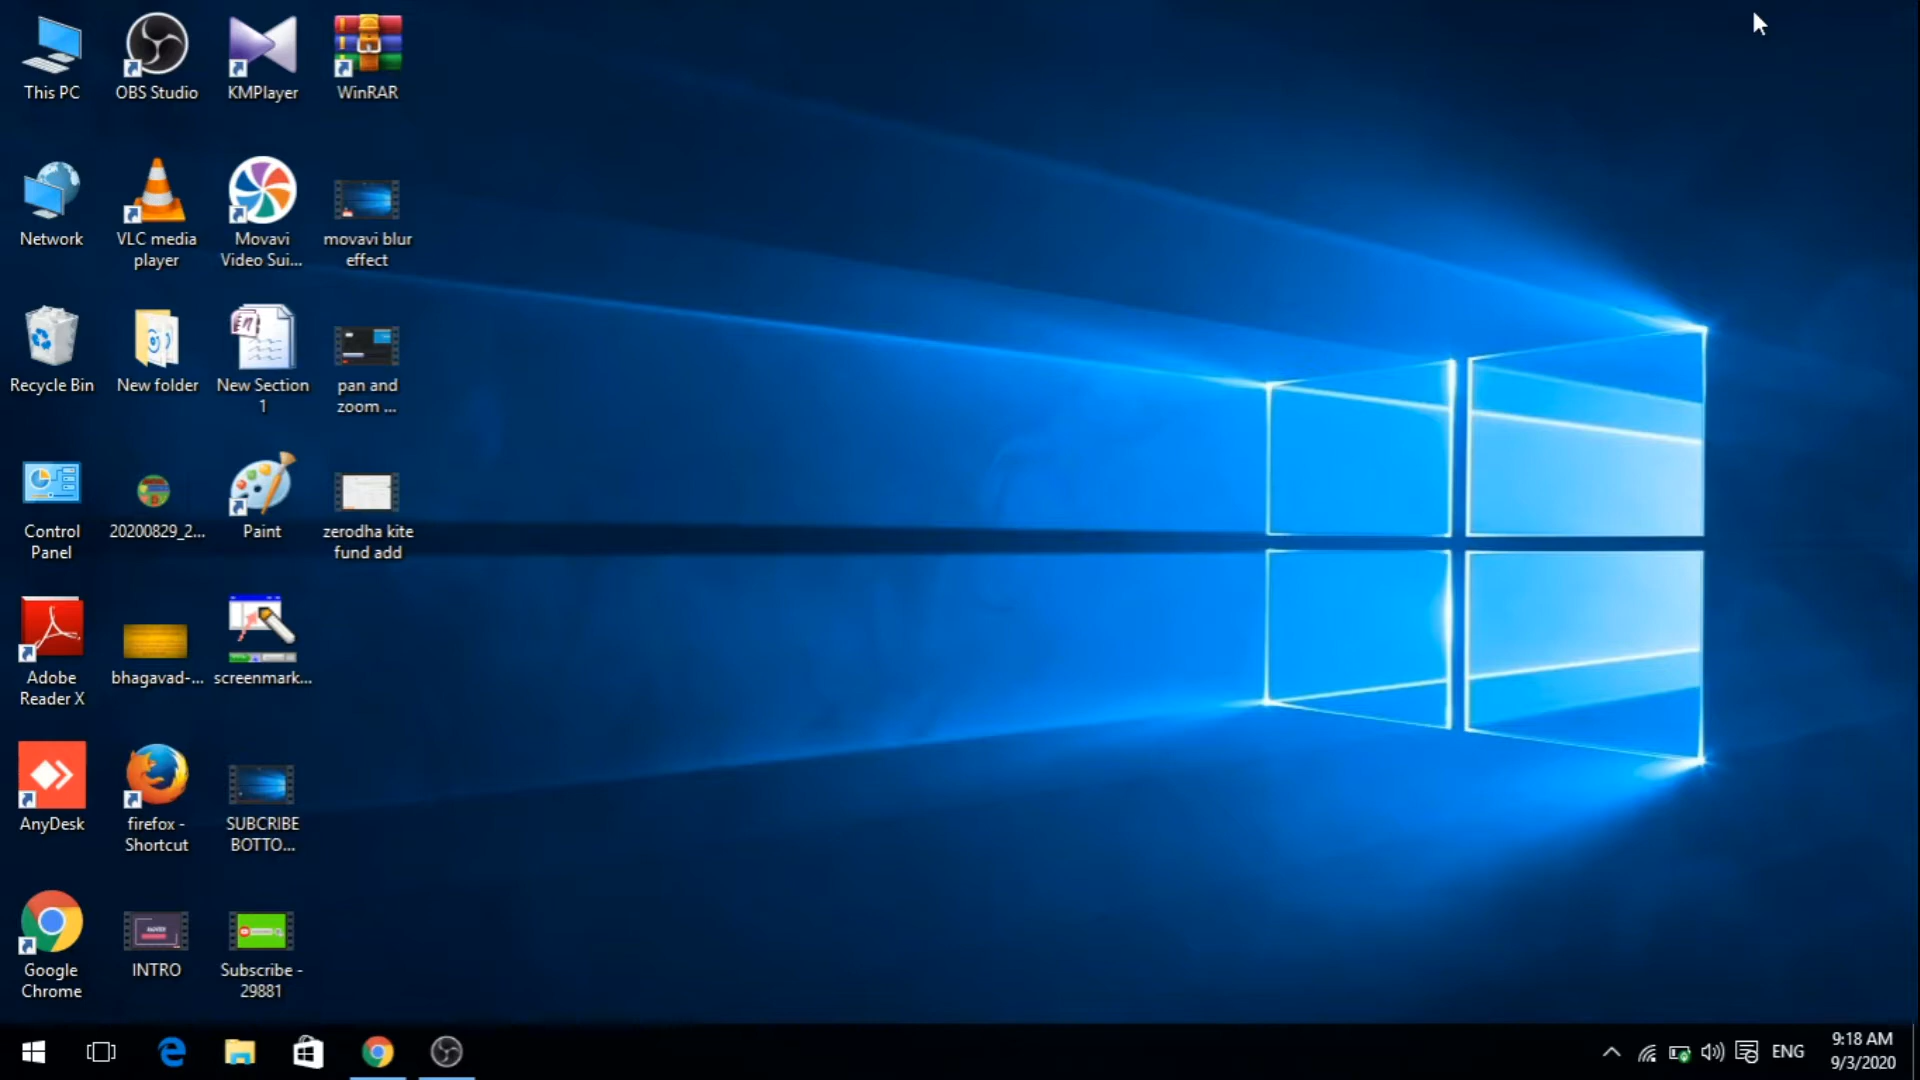 This PC
OBS Studio
KMPlayer
WinRAR
Network
VLC media
player
Movavi
Video Sui...
movavi blur
effect
Recycle Bin
New folder
New Section
1
pan and
zoom ...
Control
Panel
20200829_2...
Paint
zerodha kite
fund add
Adobe
Reader X
bhagavad-...
screenmark...
AnyDesk
firefox -
Shortcut
SUBCRIBE
BOTTO...
Google
Chrome
INTRO
Subscribe -
29881
ENG
9:18 AM
9/3/2020